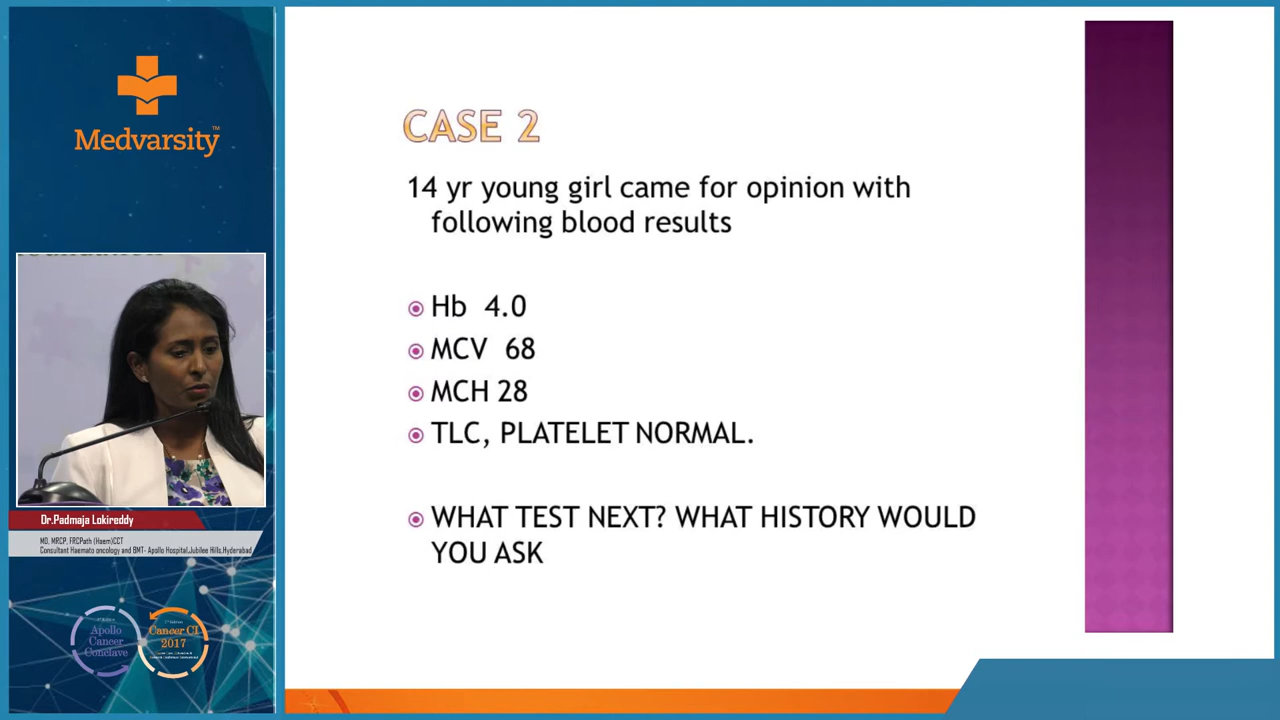 Medvarsity™
Dr.Padmaja Lokireddy
MD, MRCP, FRCPath (Haem)CCT
Consultant Haemato oncology and BMT- Apollo Hospital,Jubilee Hills,Hyderabad
Apollo
Cancer
Conclave
Cancer CI
2017
CASE 2
14 yr young girl came for opinion with
following blood results
Hb 4.0
MCV 68
MCH 28
TLC, PLATELET NORMAL.
WHAT TEST NEXT? WHAT HISTORY WOULD
YOU ASK